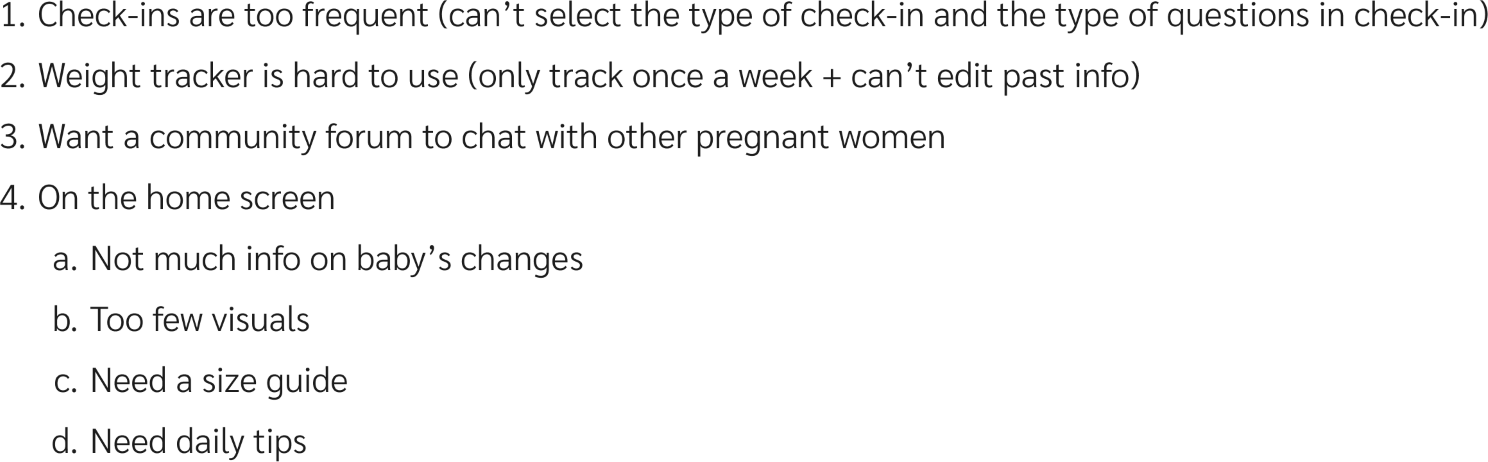 1. Check-ins are too frequent (can’t select the type of check-in and the type of questions in check-in)
2. Weight tracker is hard to use (only track once a week + can’t edit past info)
3. Want a community forum to chat with other pregnant women
4. On the home screen
a. Not much info on baby’s changes
b. Too few visuals
c. Need a size guide
d. Need daily tips